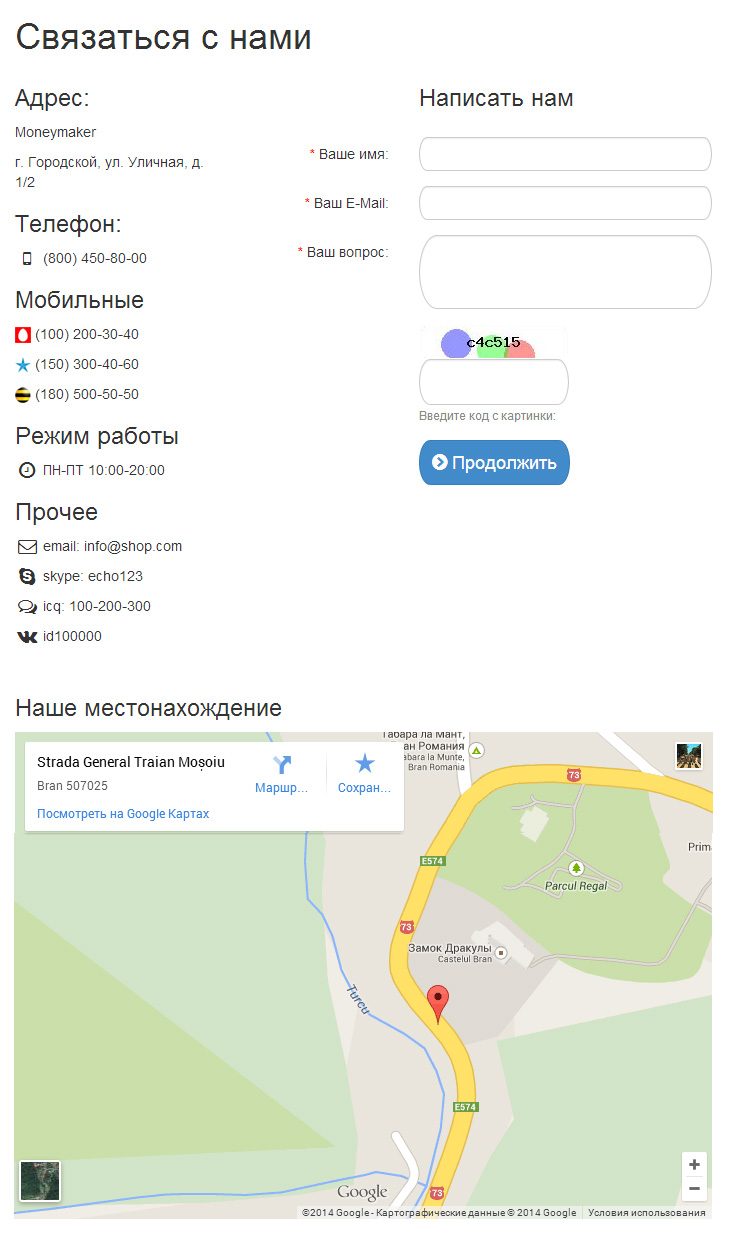 Связаться с нами
Адрес:
Moneymaker
г. Городской, ул. Уличная, д.
1/2
Телефон:
(800) 450-80-00
Мобильные
(100) 200-30-40
(150) 300-40-60
(180) 500-50-50
Режим работы
ПН-ПТ 10:00-20:00
Прочее
email: info@shop.com
skype: echo123
icq: 100-200-300
id100000
Написать нам
* Ваше имя:
* Ваш E-Mail:
* Ваш вопрос:
c4c515
Введите код с картинки:
Продолжить
Наше местонахождение
Strada General Traian Moșoiu
Bran 507025
Посмотреть на Google Картах
Маршр...
Сохран...
Габара ла Мант,
ан Романия
abara la Munte,
Bran Romania
73
Prim
E574
Parcul Regal
73
Замок Дракулы
Castelul Bran
Turcu
E574
73
Google
©2014 Google - Картографические данные © 2014 Google
Условия использования